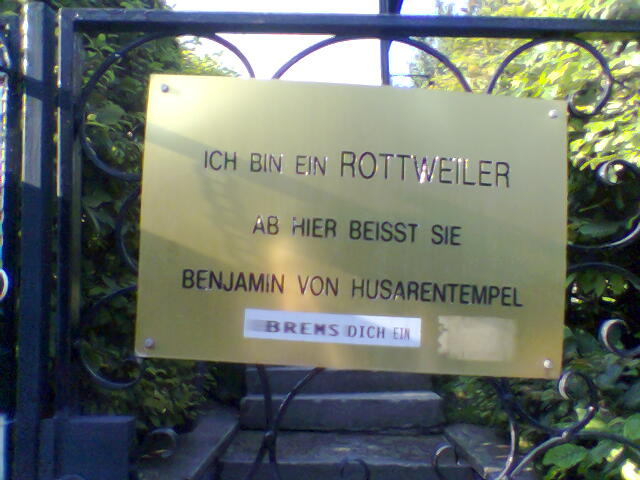 ICH BIN EIN ROTTWEILER
AB HIER BEISST SIE
BENJAMIN VON HUSARENTEMPEL
BREMS DICH EIN